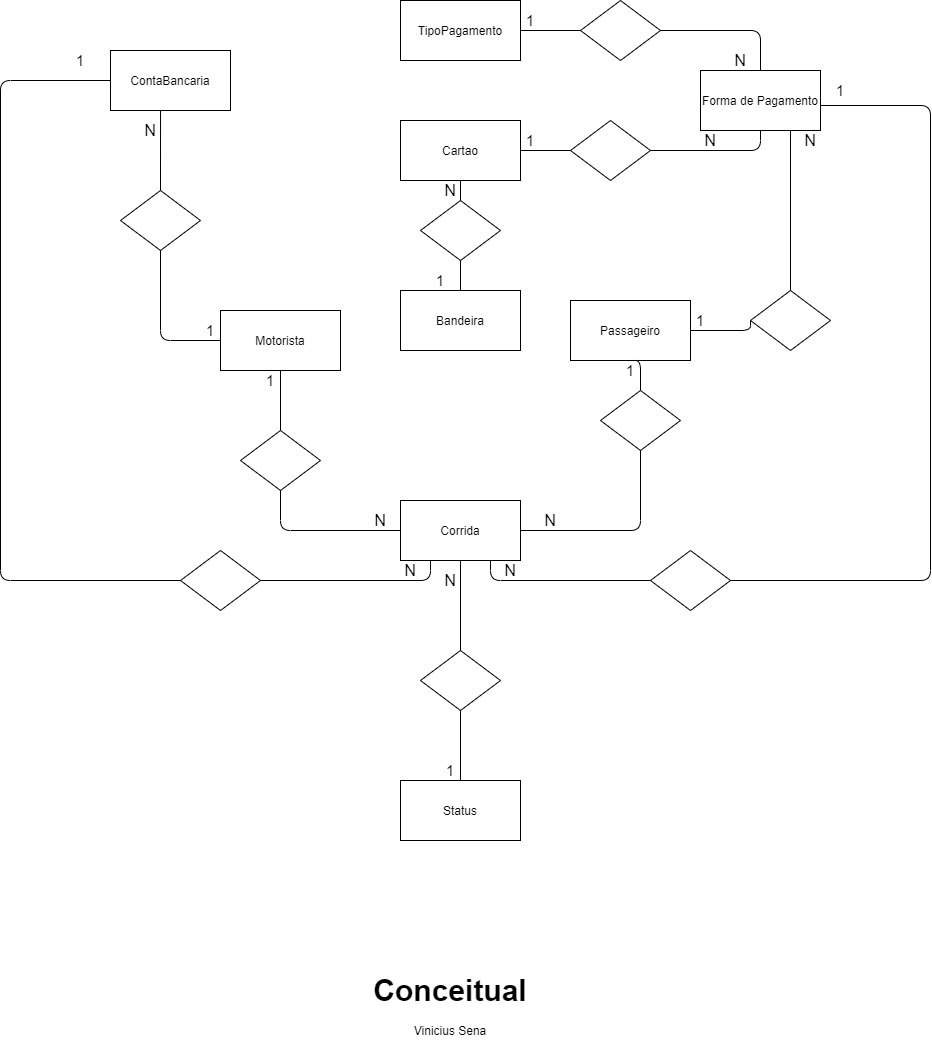 TipoPagamento
1
N
1
ContaBancaria
N
Forma de Pagamento
1
Cartao
1
N
N
N
1
Bandeira
Motorista
1
1
Passageiro
1
1
Corrida
N
N
N
N
N
1
Status
Conceitual
Vinicius Sena